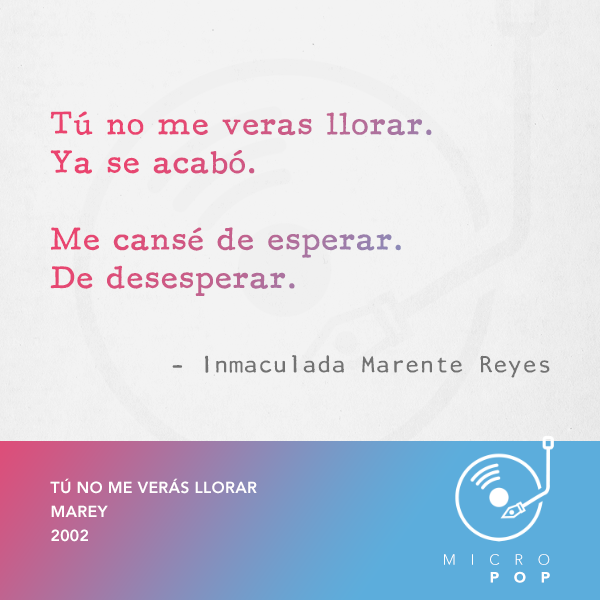 Tú no me veras llorar.
Ya se acabó.
Me cansé de esperar.
De desesperar.
- Inmaculada Marente Reyes
TÚ NO ME VERÁS LLORAR
MAREY
2002
MICRO
POP